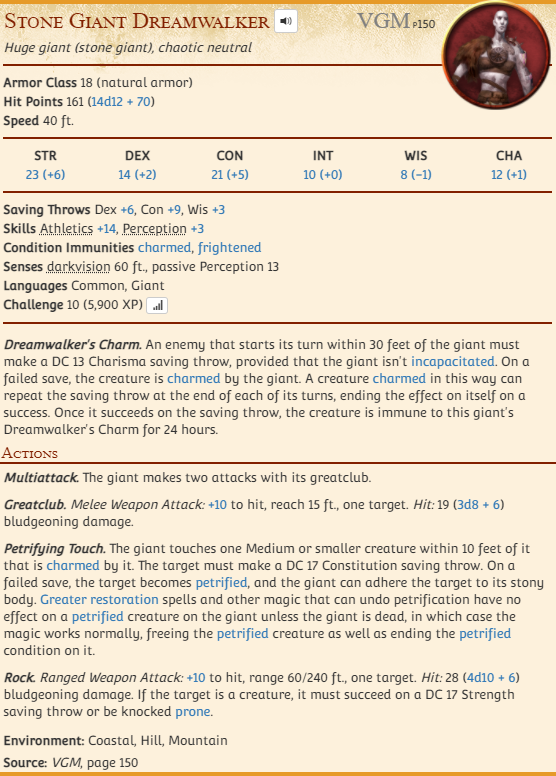 STONE GIANT DREAMWALKER VGM P150
Huge giant (stone giant), chaotic neutral
Armor Class 18 (natural armor)
Hit Points 161 (14d12 + 70)
Speed 40 ft.
STR DEX CON INT WIS CHA
23 (+6) 14 (+2) 21 (+5) 10 (+0) 8 (−1) 12 (+1)
Saving Throws Dex +6, Con +9, Wis +3
Skills Athletics +14, Perception +3
Condition Immunities charmed, frightened
Senses darkvision 60 ft., passive Perception 13
Languages Common, Giant
Challenge 10 (5,900 XP)
Dreamwalker's Charm. An enemy that starts its turn within 30 feet of the giant must
make a DC 13 Charisma saving throw, provided that the giant isn't incapacitated. On a
failed save, the creature is charmed by the giant. A creature charmed in this way can
repeat the saving throw at the end of each of its turns, ending the effect on itself on a
success. Once it succeeds on the saving throw, the creature is immune to this giant's
Dreamwalker's Charm for 24 hours.
ACTIONS
Multiattack. The giant makes two attacks with its greatclub.
Greatclub. Melee Weapon Attack: +10 to hit, reach 15 ft., one target. Hit: 19 (3d8 + 6)
bludgeoning damage.
Petrifying Touch. The giant touches one Medium or smaller creature within 10 feet of it
that is charmed by it. The target must make a DC 17 Constitution saving throw. On a
failed save, the target becomes petrified, and the giant can adhere the target to its stony
body. Greater restoration spells and other magic that can undo petrification have no
effect on a petrified creature on the giant unless the giant is dead, in which case the
magic works normally, freeing the petrified creature as well as ending the petrified
condition on it.
Rock. Ranged Weapon Attack: +10 to hit, range 60/240 ft., one target. Hit: 28 (4d10 + 6)
bludgeoning damage. If the target is a creature, it must succeed on a DC 17 Strength
saving throw or be knocked prone.
Environment: Coastal, Hill, Mountain
Source: VGM, page 150